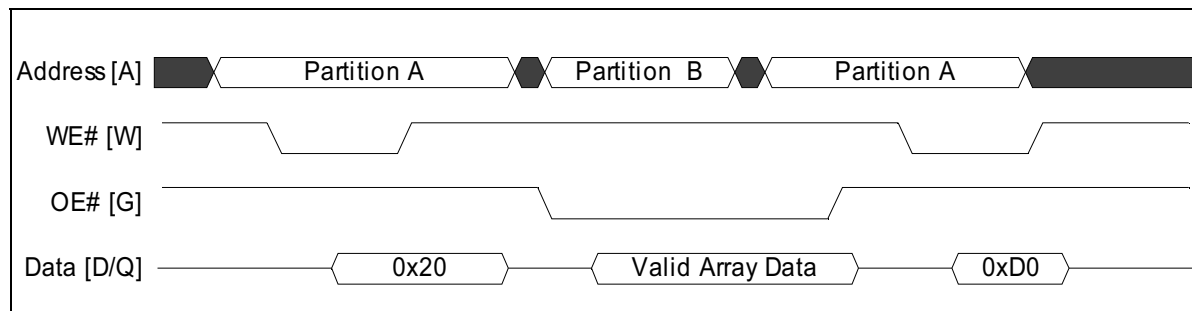 Address [A] Partition A Partition B Partition A
WE# [W]
OE# [G]
Data [D/Q] 0x20 Valid Array Data 0xD0